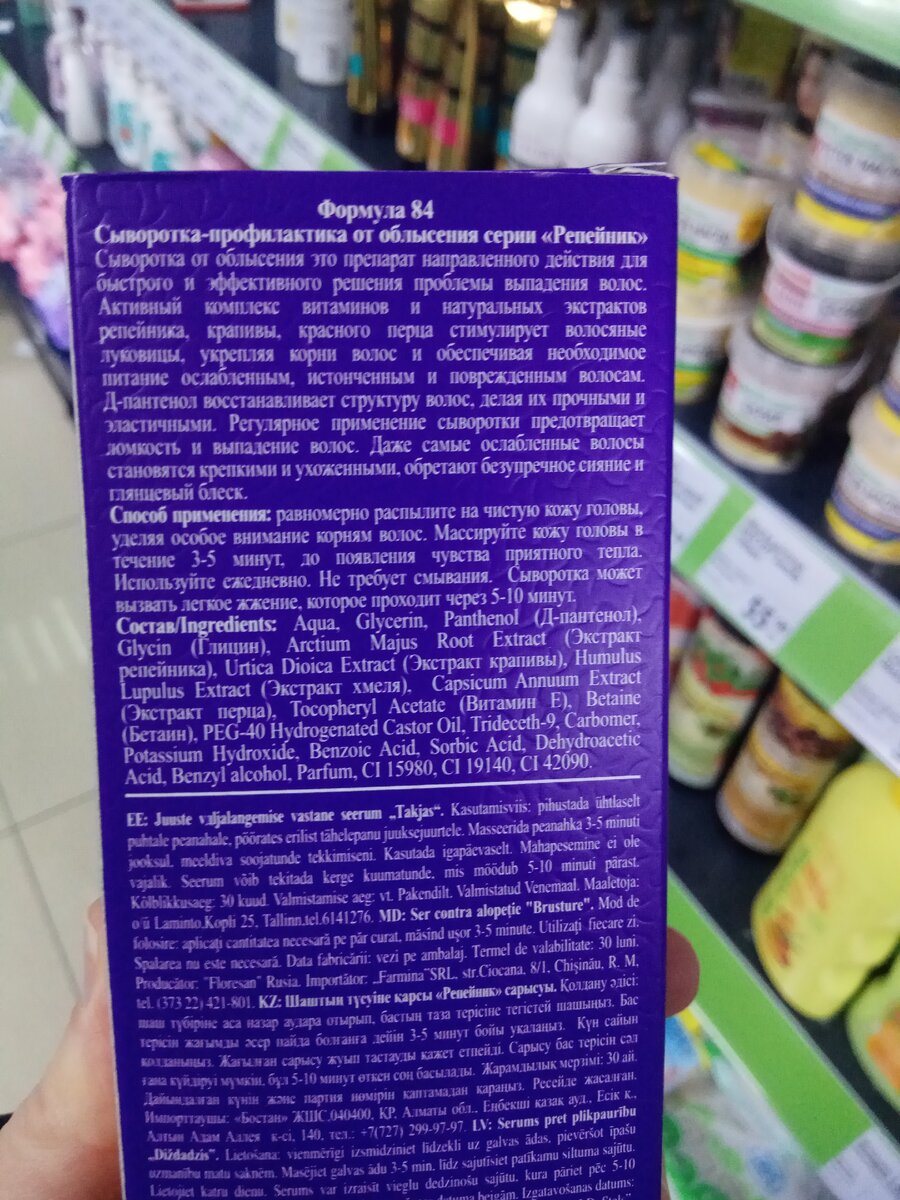 Формула 84
Сыворотка-профилактика от облысения серии «Репейник»
Сыворотка от облысения это препарат направленного действия для
быстрого и эффективного решения проблемы выпадения волос.
Активный комплекс витаминов и натуральных экстрактов
репейника, крапивы, красного перца стимулирует волосяные
луковицы, укрепляя корни волос и обеспечивая необходимое
питание ослабленным, истонченным и поврежденным волосам.
Д-пантенол восстанавливает структуру волос, делая их прочными и
эластичными. Регулярное применение сыворотки предотвращает
ломкость и выпадение волос. Даже самые ослабленные волосы
становятся крепкими и ухоженными, обретают безупречное сияние и
глянцевый блеск.
Способ применения: равномерно распылите на чистую кожу головы,
уделяя особое внимание корням волос. Массируйте кожу головы в
течение 3-5 минут, до появления чувства приятного тепла.
Используйте ежедневно. Не требует смывания. Сыворотка может
вызвать легкое жжение, которое проходит через 5-10 минут.
Состав/Ingredients: Aqua, Glycerin, Panthenol (Д-пантенол),
Glycin (Глицин), Arctium Majus Root Extract (Экстракт
репейника), Urtica Dioica Extract (Экстракт крапивы), Humulus
Lupulus Extract (Экстракт хмеля), Capsicum Annuum Extract
(Экстракт перца), Tocopheryl Acetate (Витамин Е), Betaine
(Бетаин), PEG-40 Hydrogenated Castor Oil, Trideceth-9, Carbomer,
Potassium Hydroxide, Benzoic Acid, Sorbic Acid, Dehydroacetic
Acid, Benzyl alcohol, Parfum, CI 15980, CI 19140, CI 42090.
EE: Juuste väljalangemise vastane seerum „Takjas“. Kasutamisviis: pihustada ühtlaselt
puhtale peanahale, pöörates erilist tähelepanu juuksejuurtele. Masseerida peanahka 3-5 minuti
jooksul, meeldiva soojatunde tekkimiseni. Kasutada igapäevaselt. Mahapesemine ei ole
vajalik. Seerum võib tekitada kerge kuumatunde, mis möödub 5-10 minuti pärast.
Kõlblikkusaeg: 30 kuud. Valmistamise aeg: vt. Pakendilt. Valmistatud Venemaal. Maaletoja:
o/ü Laminto,Kopli 25, Tallinn,tel.6141276. MD: Ser contra alopeţie "Brusture". Mod de
folosire: aplicaţi cantitatea necesară pe păr curat, măsind uşor 3-5 minute. Utilizaţi fiecare zi.
Spalarea nu este necesară. Data fabricării: vezi pe ambalaj. Termel de valabilitate: 30 luni.
Producător: "Floresan" Rusia. Importător: „Farmina"SRL. str.Ciocana, 8/1, Chişinău, R. M.
tel. (373 22) 421-801. KZ: Шаштың түсуіне қарсы «Репейник» сарысуы. Қолдану әдісі:
шаш түбіріне аса назар аудара отырып, бастың таза терісіне тегістей шашыңыз. Бас
терісін жағымды әсер пайда болғанға дейін 3-5 минут бойы уқалаңыз. Күн сайын
қолданыңыз. Жағылған сарысу жуып тастауды қажет етпейді. Сарысу бас терісін сәл
ғана күйдіруі мүмкін, бұл 5-10 минут өткен соң басылады. Жарамдылық мерзімі: 30 ай.
Дайындалған күнін және партия нөмірін қаптамадан қараңыз. Ресейде жасалған.
Импорттаушы: «Бостан» ЖШС,040400, ҚР, Алматы обл., Еңбекші қазақ ауд., Есік қ.,
Алтын Адам Аллея к-сі, 140, тел.: +7(727) 299-97-97. LV: Serums pret plikpaurību
„Diždadzis". Lietošana: vienmērīgi izsmidziniet līdzekli uz galvas ādas, pievēršot īpašu
uzmanību matu saknēm. Masējiet galvas ādu 3-5 min. līdz sajutīsiet patīkamu siltuma sajūtu.
Lietojiet katru dienu. Serums var izraisīt vieglu dedzinošu sajūtu, kura pāriet pēc 5-10